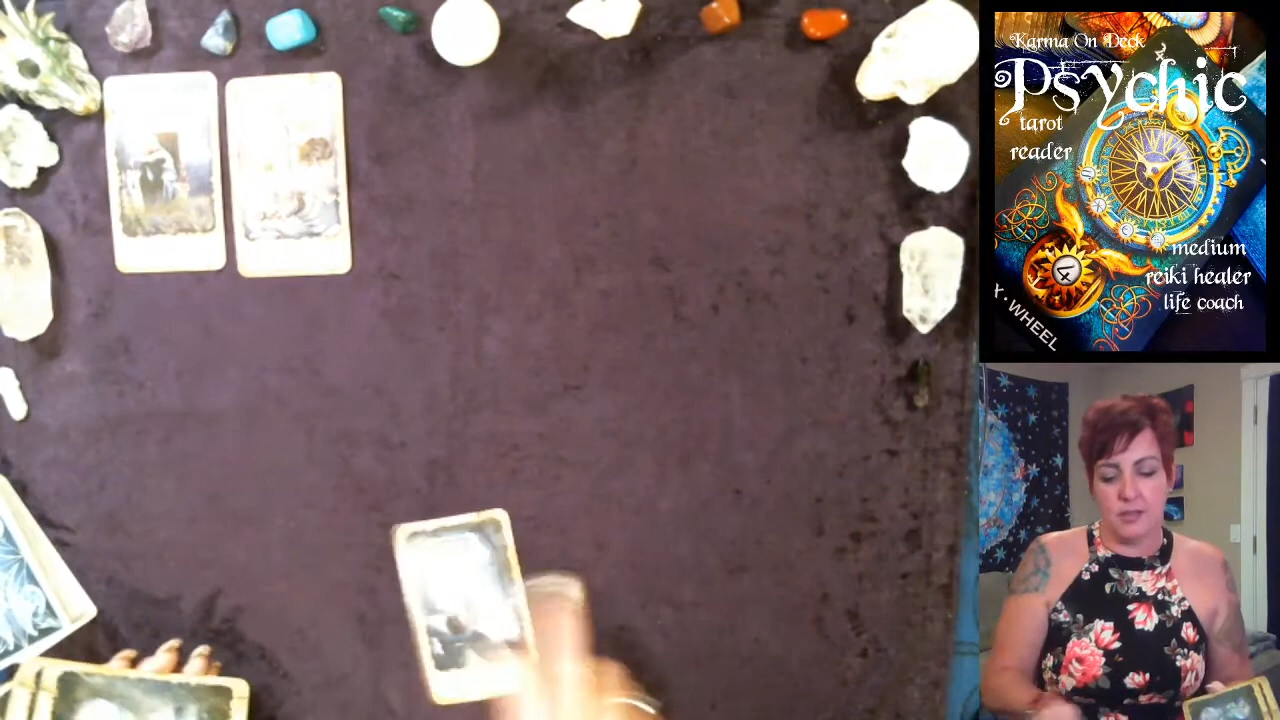 Karma On Deck
Psychic
tarot
reader
medium
reiki healer
life coach
X • WHEEL